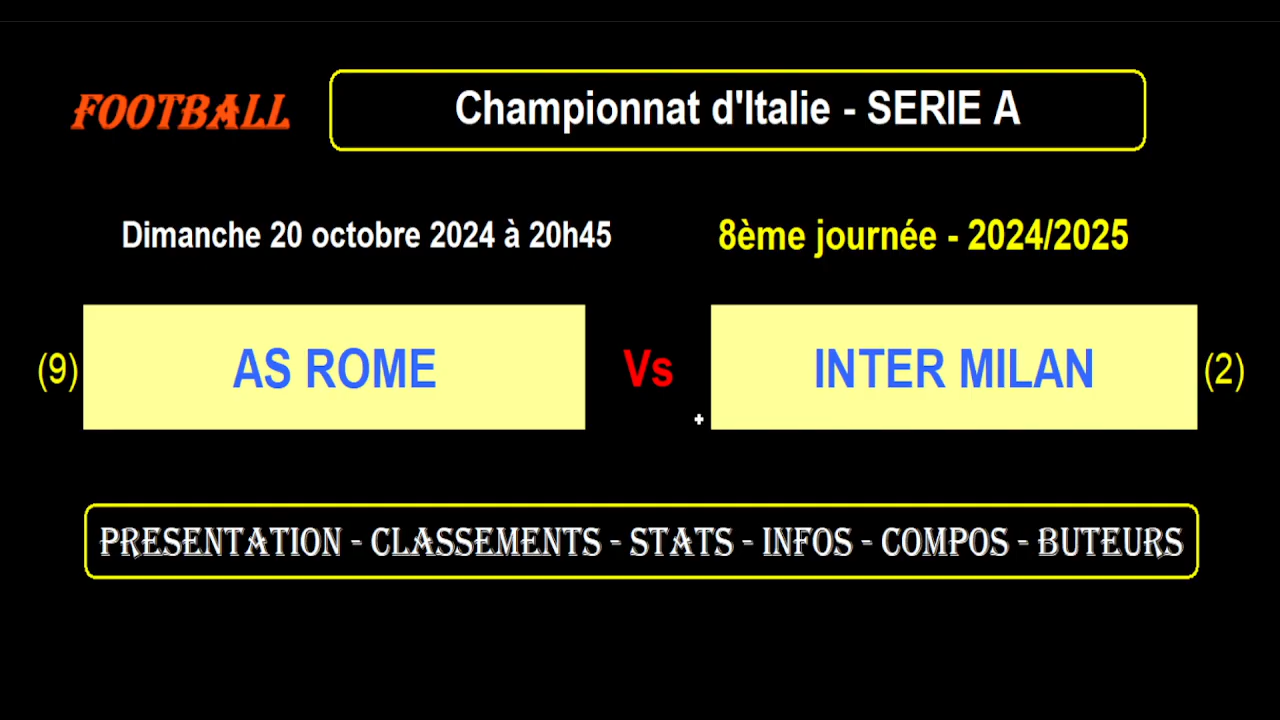 FOOTBALL
Championnat d'Italie - SERIE A
Dimanche 20 octobre 2024 à 20h45
8ème journée - 2024/2025
(9) AS ROME Vs INTER MILAN (2)
PRESENTATION - CLASSEMENTS - STATS - INFOS - COMPOS - BUTEURS